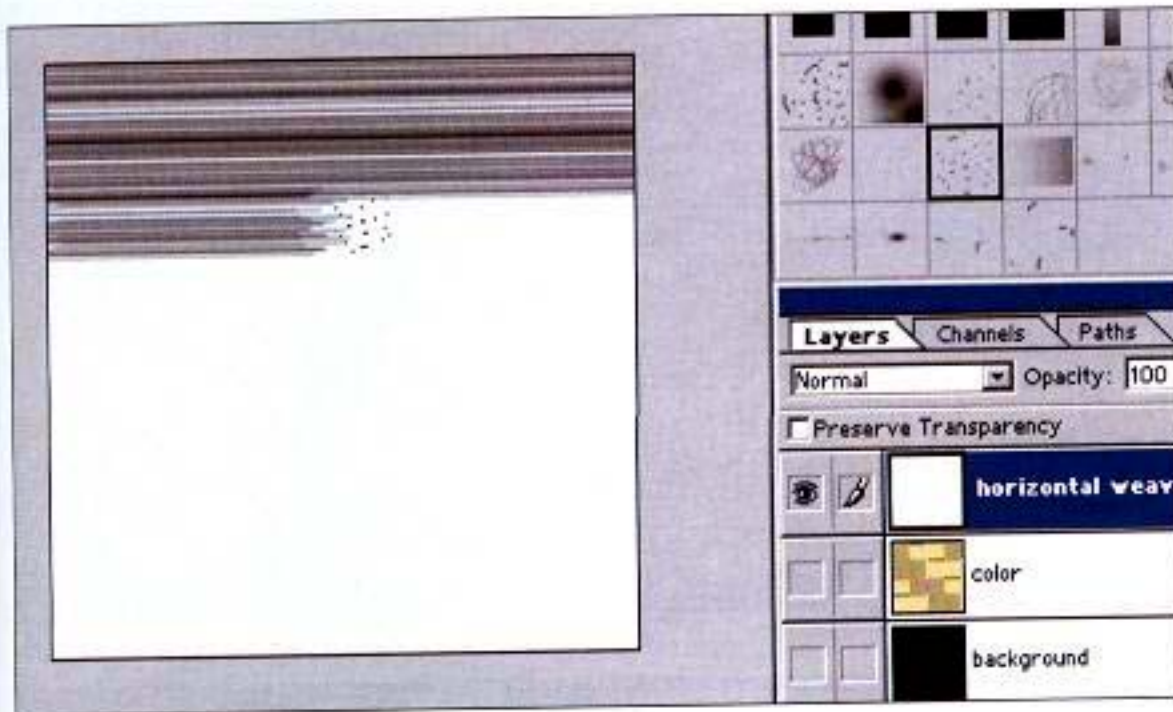 Layers Channels Paths
Normal Opacity: 100
Preserve Transparency
horizontal weav
color
background